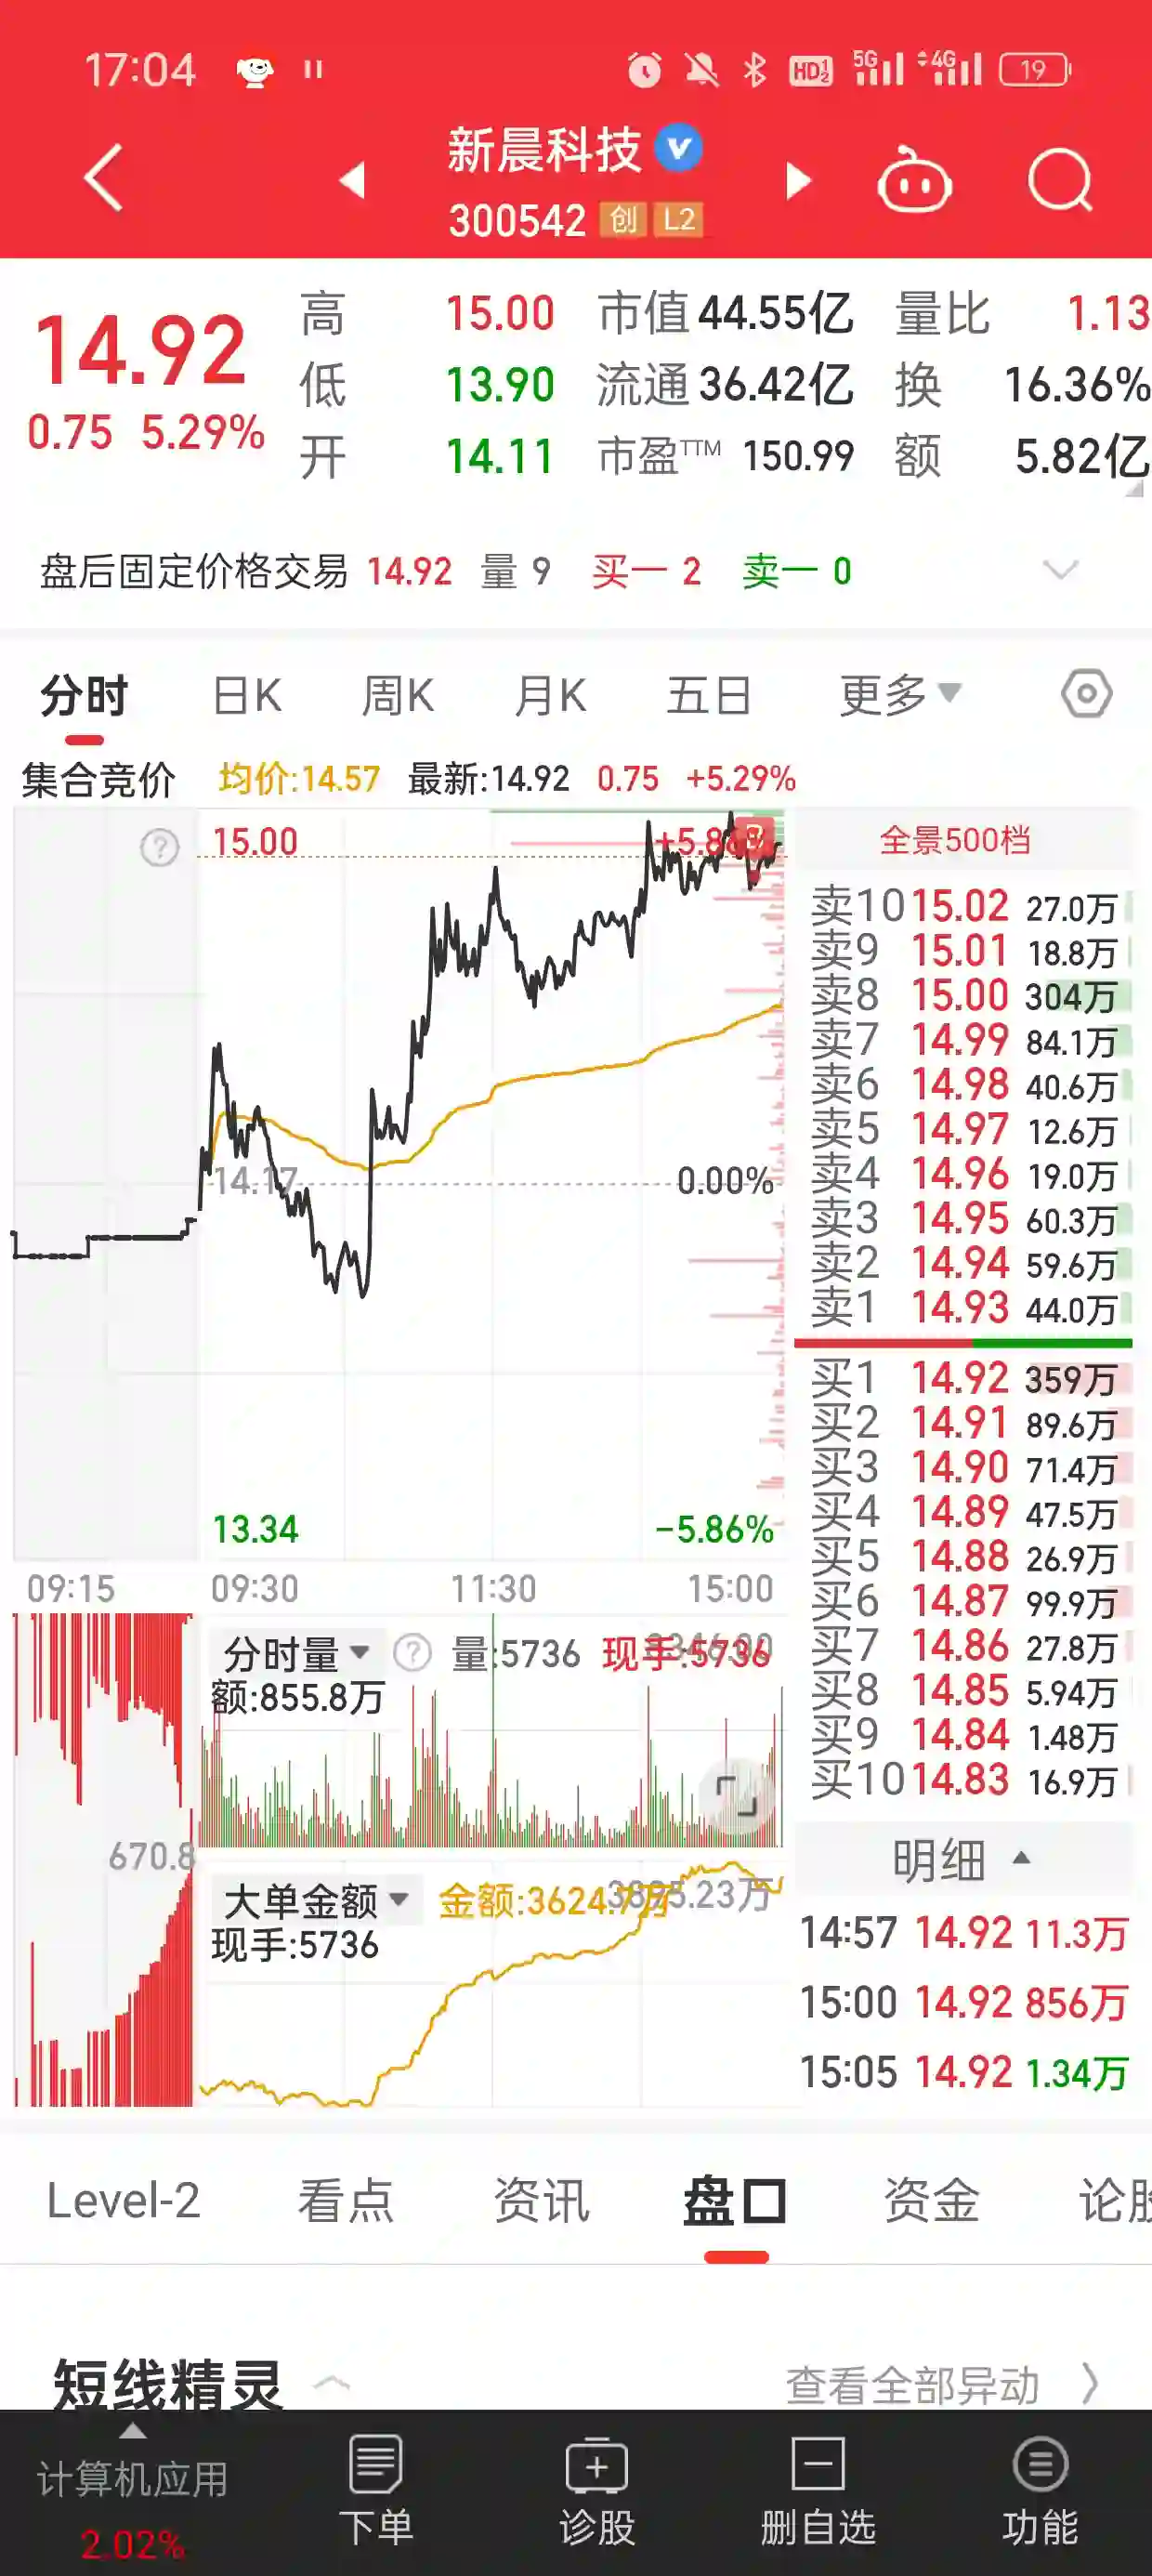 17:04 HD1 2 5G 4G 19
新晨科技
300542 创 L2
14.92
0.75 5.29%
高 15.00 市值 44.55亿 量比 1.13
低 13.90 流通 36.42亿 换 16.36%
开 14.11 市盈TTM 150.99 额 5.82亿
盘后固定价格交易 14.92 量 9 买一 2 卖一 0
分时 日K 周K 月K 五日 更多
集合竞价 均价:14.57 最新:14.92 0.75 +5.29%
15.00
14.17 0.00%
13.34 -5.86%
09:15 09:30 11:30 15:00
全景500档
卖10 15.02 27.0万
卖9 15.01 18.8万
卖8 15.00 304万
卖7 14.99 84.1万
卖6 14.98 40.6万
卖5 14.97 12.6万
卖4 14.96 19.0万
卖3 14.95 60.3万
卖2 14.94 59.6万
卖1 14.93 44.0万
买1 14.92 359万
买2 14.91 89.6万
买3 14.90 71.4万
买4 14.89 47.5万
买5 14.88 26.9万
买6 14.87 99.9万
买7 14.86 27.8万
买8 14.85 5.94万
买9 14.84 1.48万
买10 14.83 16.9万
分时量 量:5736 现手:5736
额:855.8万
670.8
大单金额 金额:3624.7万
现手:5736
明细
14:57 14.92 11.3万
15:00 14.92 856万
15:05 14.92 1.34万
Level-2 看点 资讯 盘口 资金 论股
短线精灵 查看全部异动
计算机应用
2.02%
下单 诊股 删自选 功能